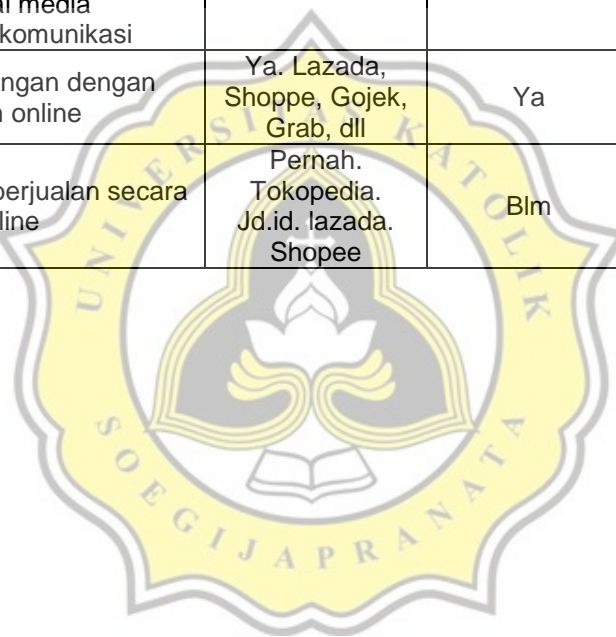 al media
komunikasi
ngan dengan
n online
Ya. Lazada,
Shoppe, Gojek,
Grab, dll
Ya
berjualan secara
line
Pernah.
Tokopedia.
Jd.id. lazada.
Shopee
Blm
UNIVERSITAS KATOLIK
SOEGIJAPRANATA